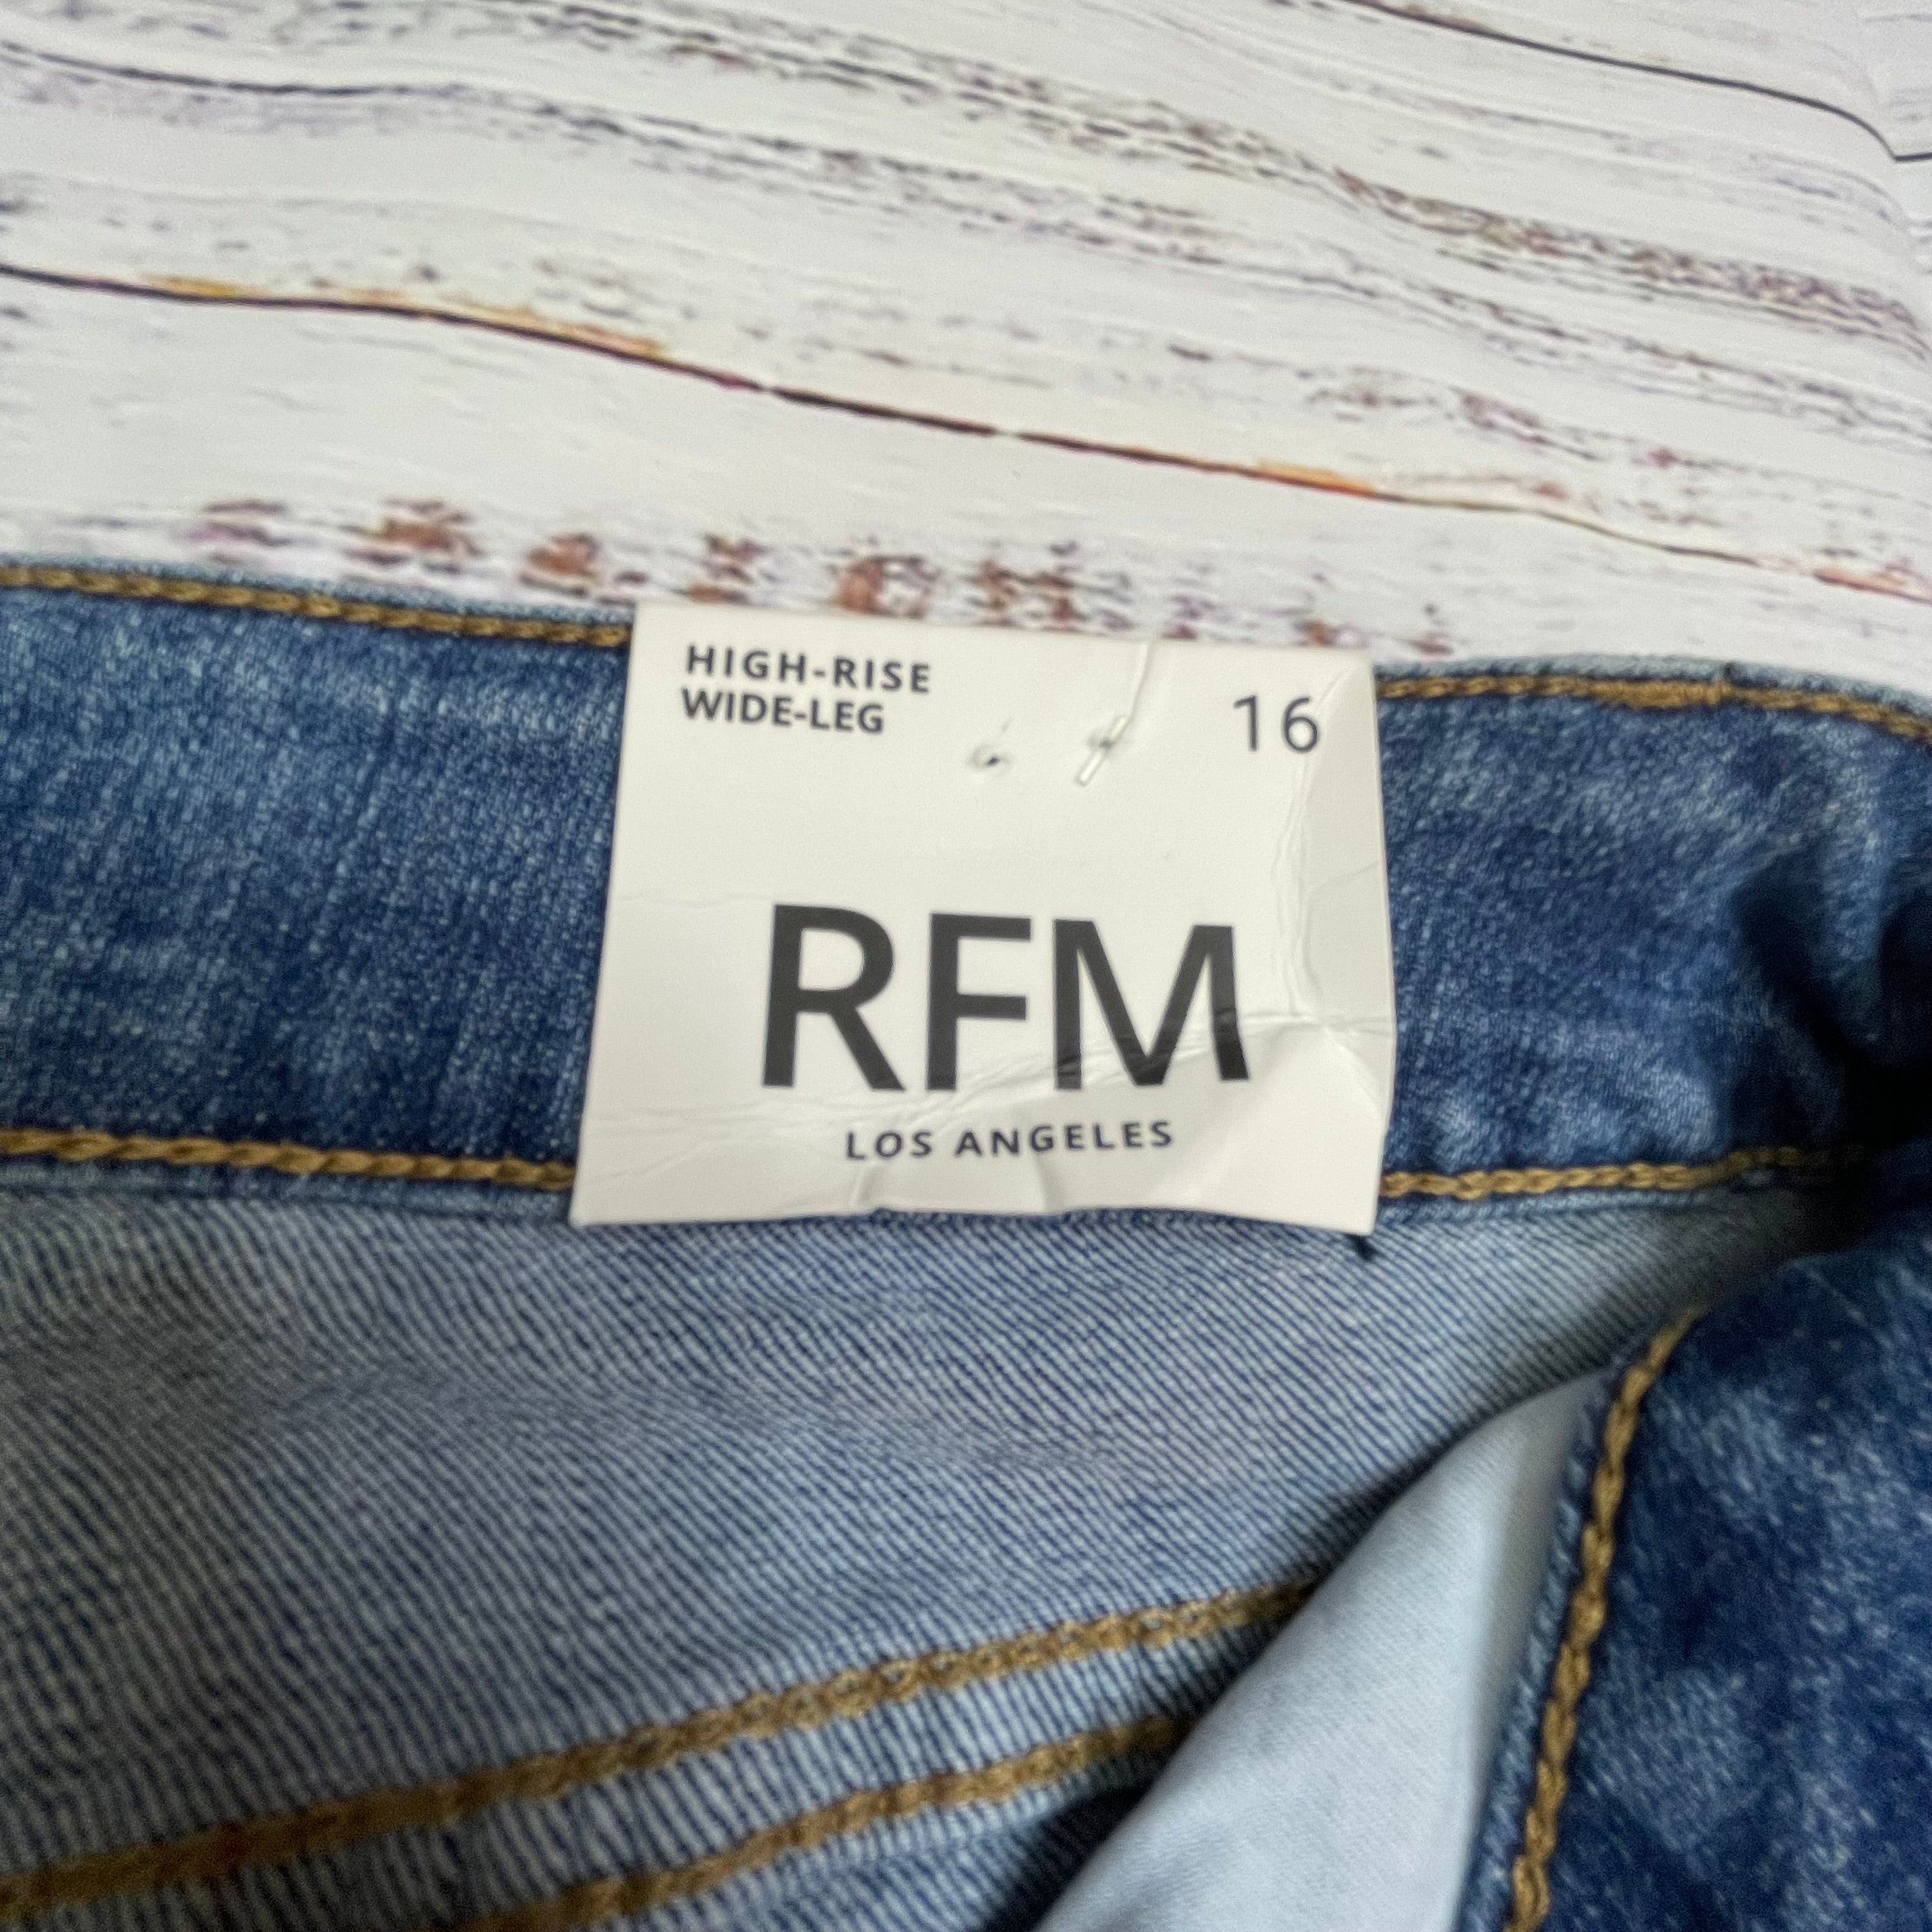 HIGH-RISE
WIDE-LEG
16
RFM
LOS ANGELES